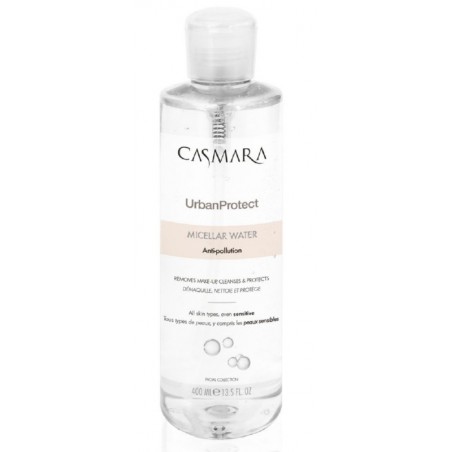 CASMARA
UrbanProtect
MICELLAR WATER
Anti-pollution
REMOVES MAKE-UP, CLEANSES & PROTECTS
DÉMAQUILLE, NETTOIE ET PROTÈGE
All skin types, even sensitive
Tous types de peaux, y compris les peaux sensibles
COLLECTION
400 ML ℮ 13.5 FL. OZ